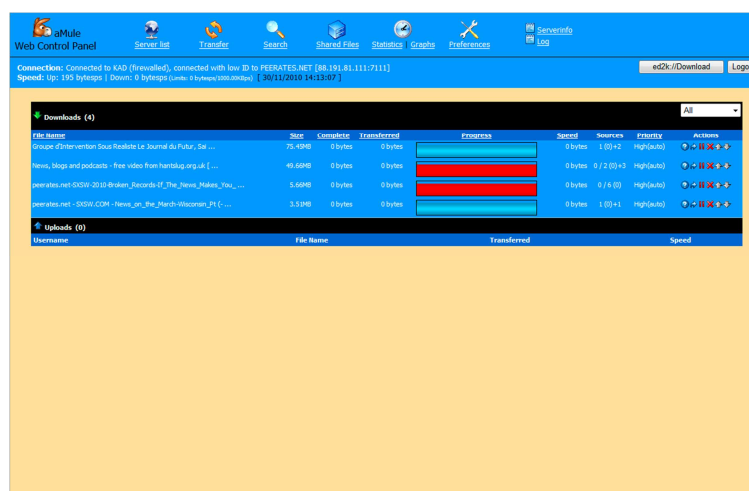 aMule
Web Control Panel
Server list
Transfer
Search
Shared Files
Statistics
Graphs
Preferences
Serverinfo
Log
Connection: Connected to KAD (firewalled), connected with low ID to PEERATES.NET [88.191.81.111:7111]
Speed: Up: 195 bytesps | Down: 0 bytesps (Limits: 0 bytesps/1000.00KBps) [ 30/11/2010 14:13:07 ]
ed2k://Download
Logo
Downloads (4)
All
File Name Size Complete Transferred Progress Speed Sources Priority Actions
Groupe d'Intervention Sous Realiste Le Journal du Futur, Sai ... 75.45MB 0 bytes 0 bytes 0 bytes 1 (0)+2 High(auto)
News, blogs and podcasts - free video from hantslug.org.uk [ ... 49.66MB 0 bytes 0 bytes 0 bytes 0 / 2 (0)+3 High(auto)
peerates.net-SXSW-2010-Broken_Records-If_The_News_Makes_You_ ... 5.66MB 0 bytes 0 bytes 0 bytes 0 / 6 (0) High(auto)
peerates.net - SXSW.COM - News_on_the_March-Wisconsin_Pt (- ... 3.51MB 0 bytes 0 bytes 0 bytes 1 (0)+1 High(auto)
Uploads (0)
Username File Name Transferred Speed